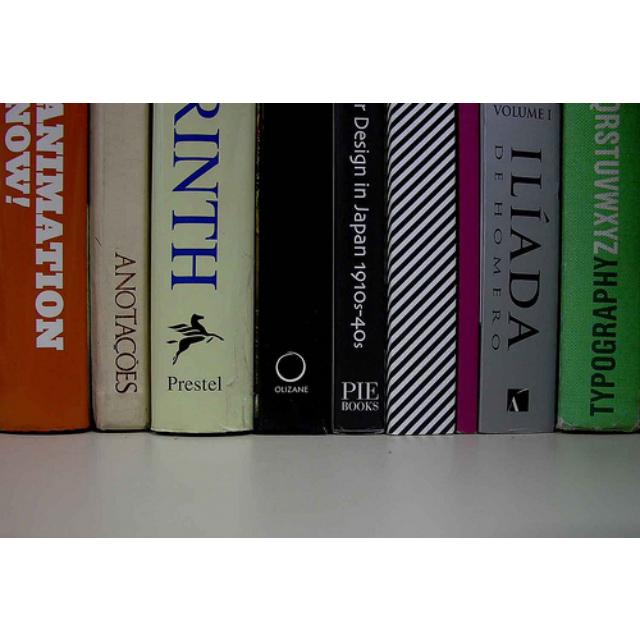 ANIMATION
NOW!
ANOTAÇÕES
RINTH
Prestel
OLIZANE
r Design in Japan 1910s-40s
PIE
BOOKS
VOLUME I
ILÍADA
DE HOMERO
TYPOGRAPHYZYXWVUTSRQ